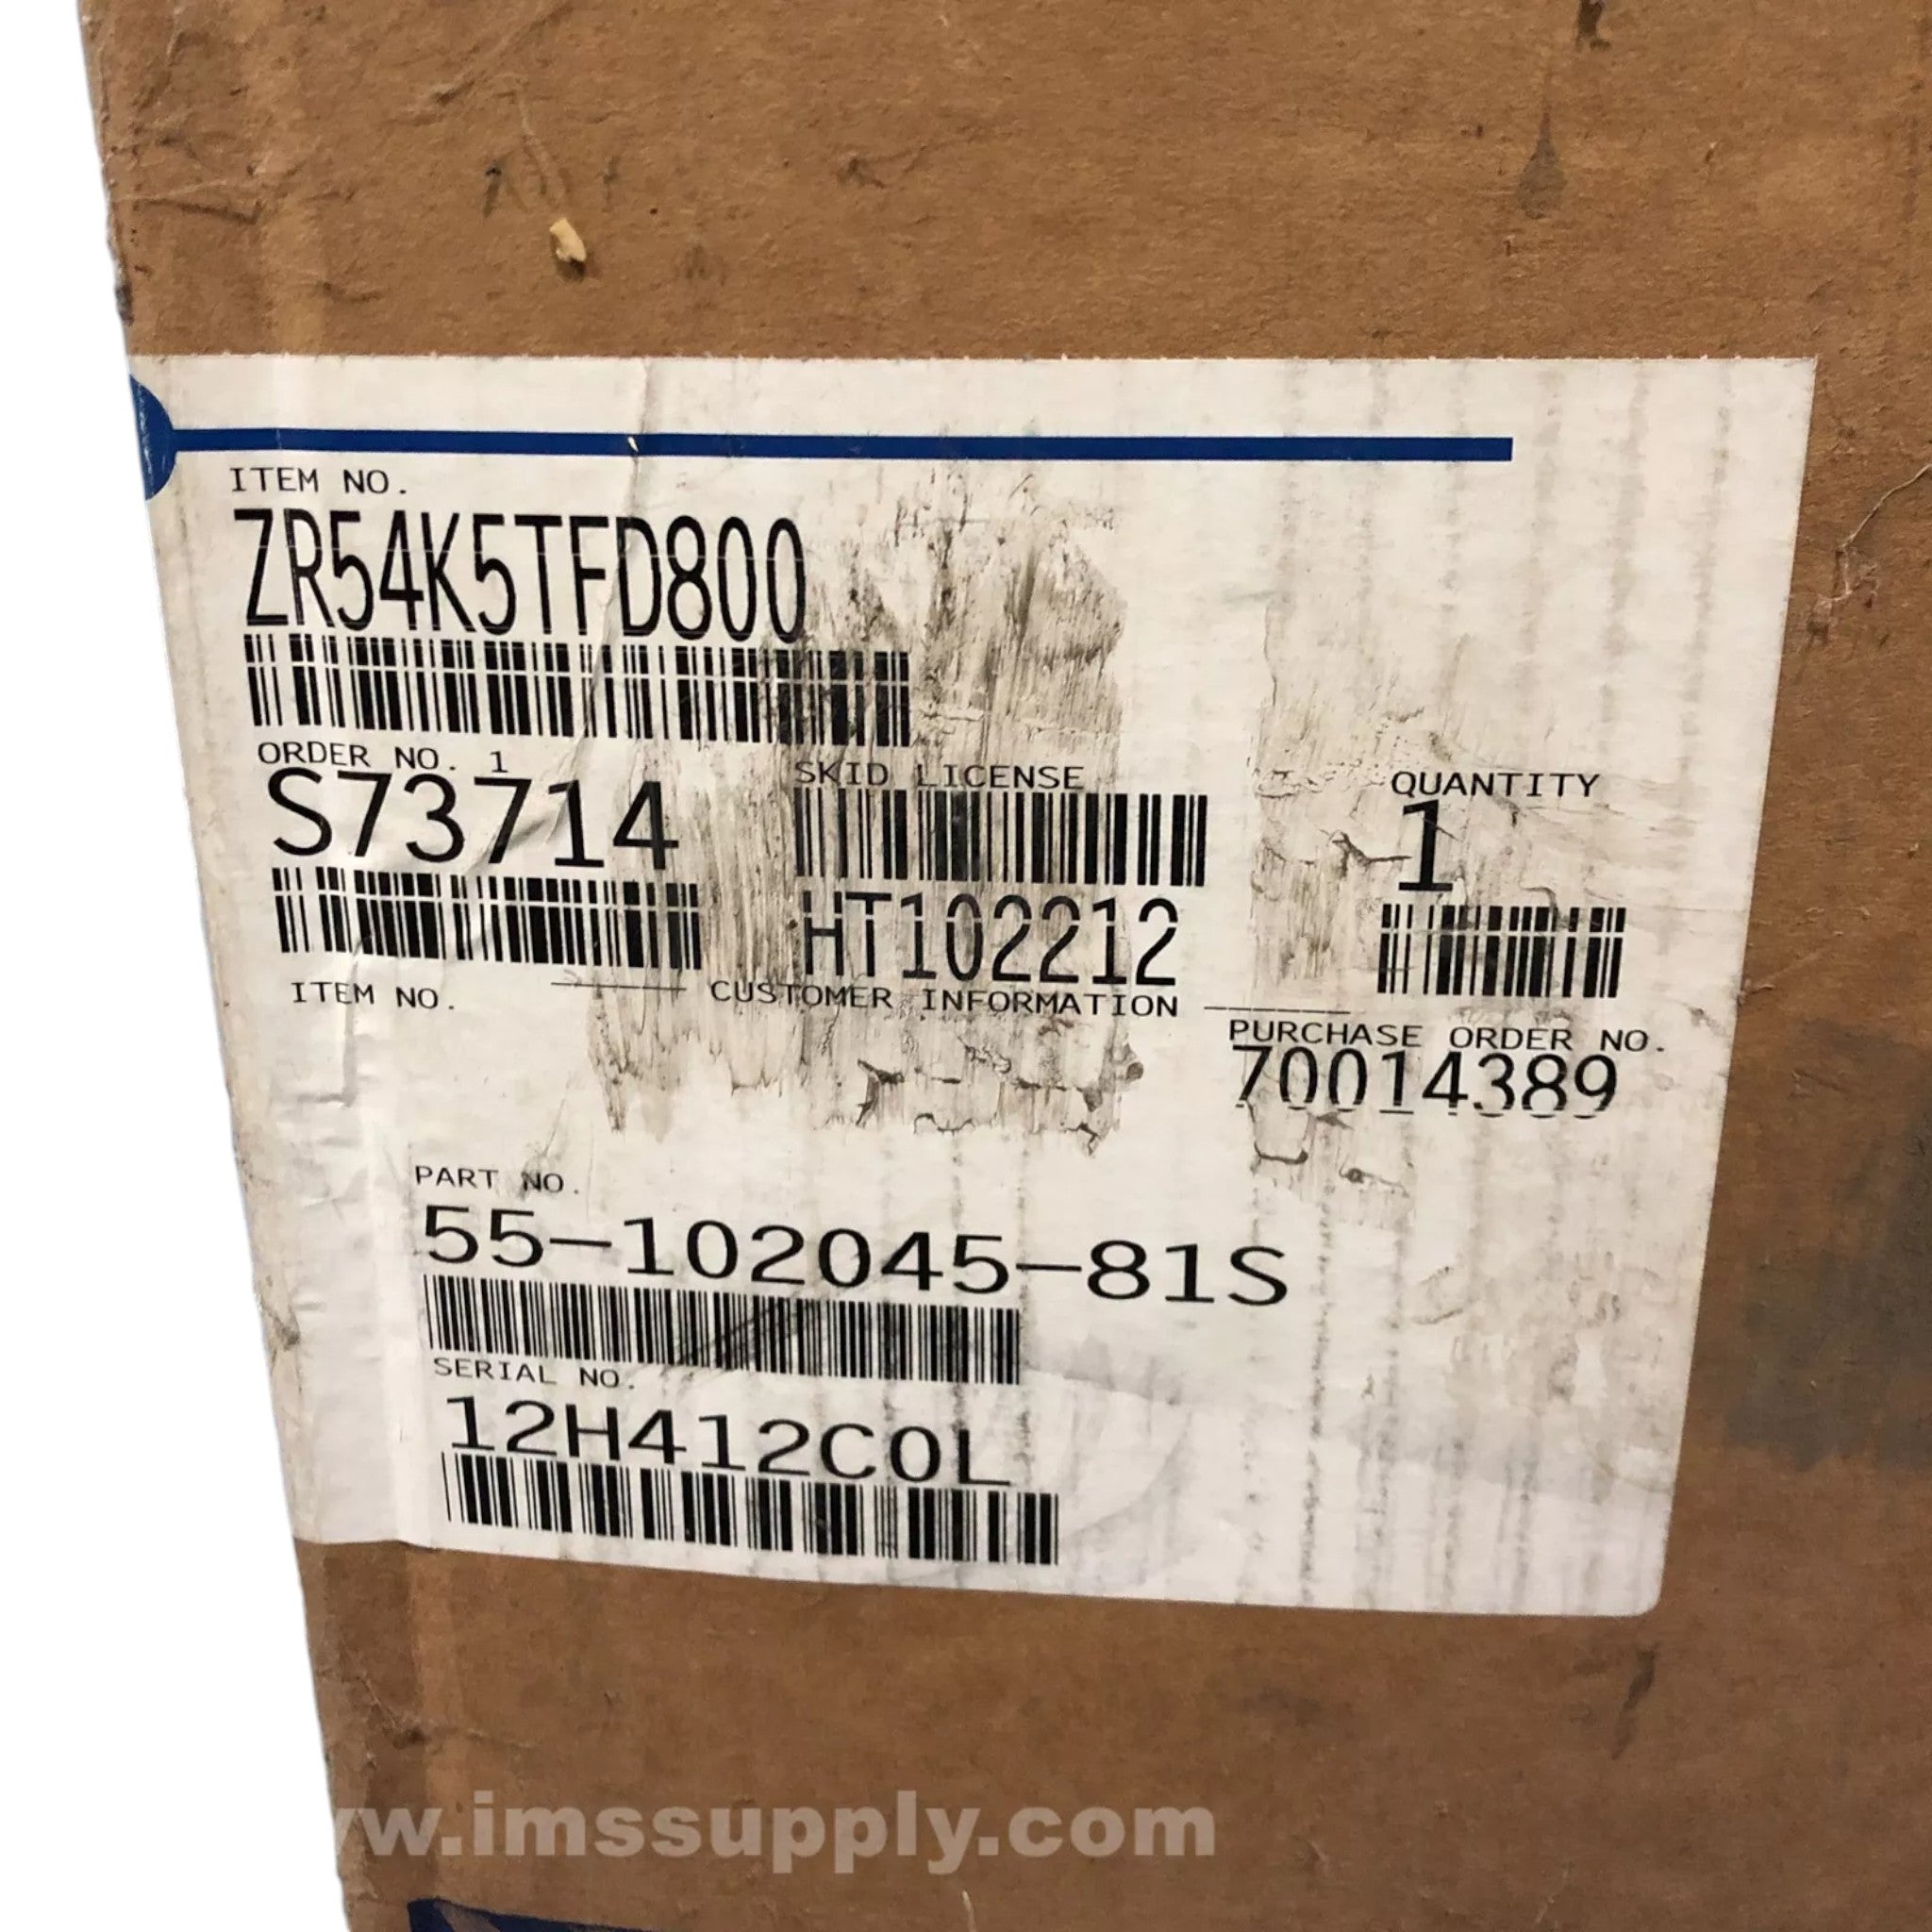 ITEM NO.
ZR54K5TFD800
ORDER NO. 1
S73714
SKID LICENSE
HT102212
QUANTITY
1
ITEM NO.
CUSTOMER INFORMATION
PURCHASE ORDER NO.
70014389
PART NO.
55-102045-81S
SERIAL NO.
12H412C0L
w.imssupply.com